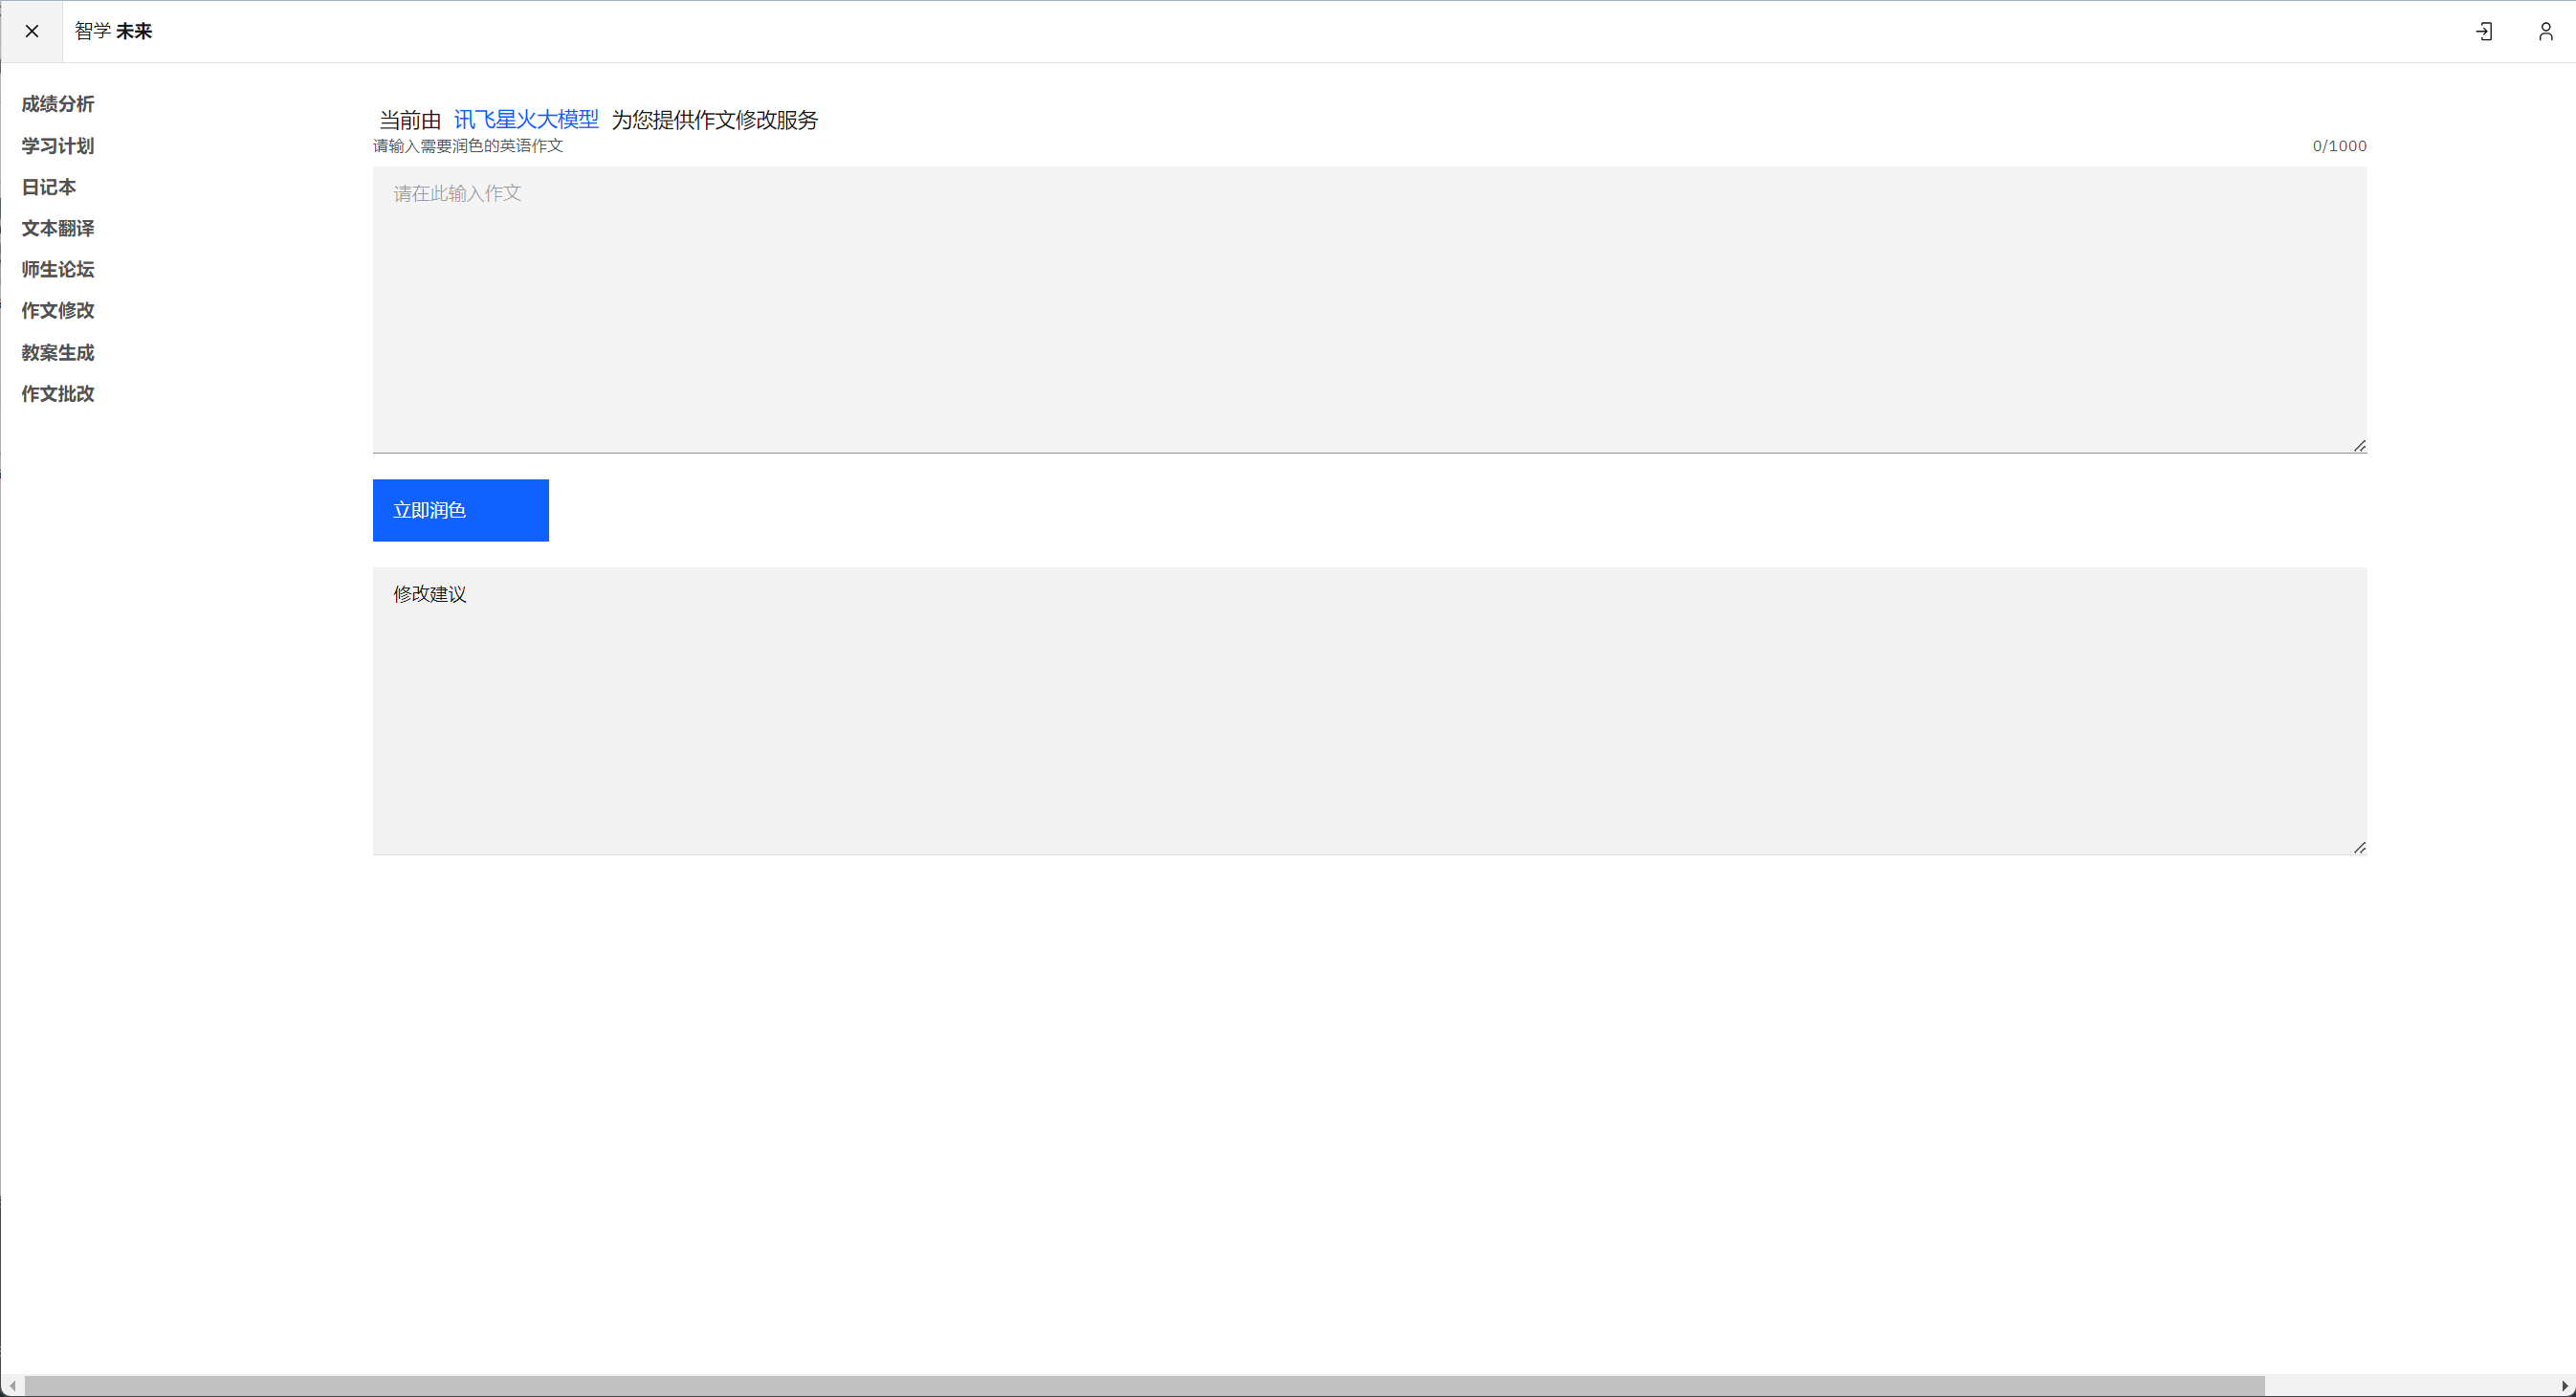 智学 未来
成绩分析
学习计划
日记本
文本翻译
师生论坛
作文修改
教案生成
作文批改
当前由 讯飞星火大模型 为您提供作文修改服务
请输入需要润色的英语作文 0/1000
请在此输入作文
立即润色
修改建议